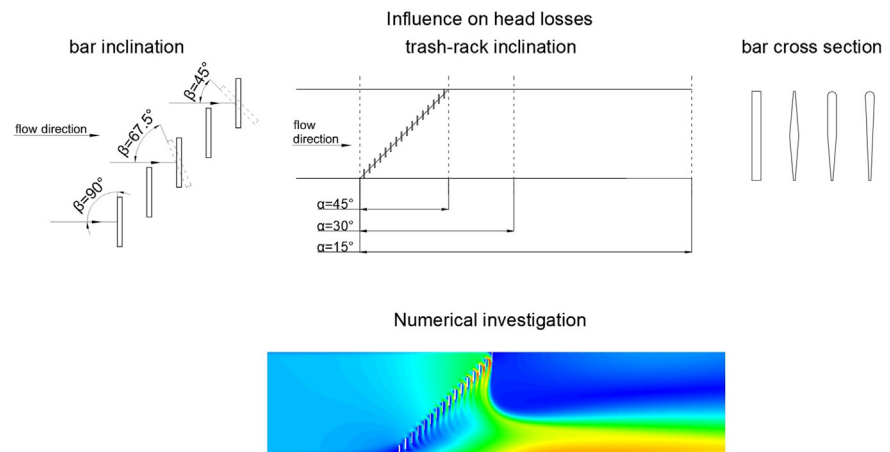 Influence on head losses
bar inclination
trash-rack inclination
bar cross section
β=45°
flow direction
β=67.5°
β=90°
flow
direction
α=45°
α=30°
α=15°
Numerical investigation